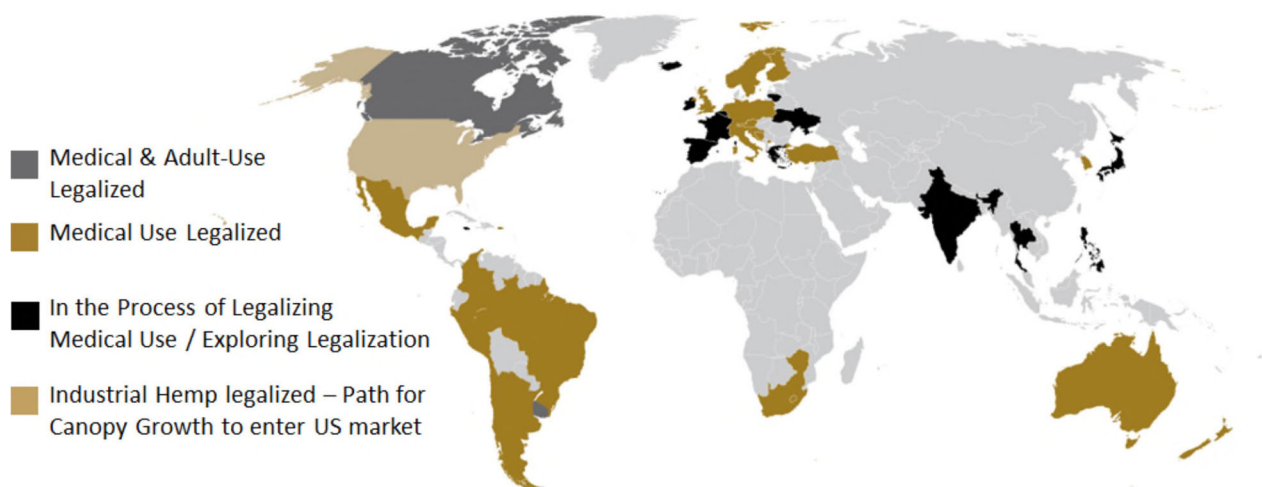 Medical & Adult-Use
Legalized
Medical Use Legalized
In the Process of Legalizing
Medical Use / Exploring Legalization
Industrial Hemp legalized – Path for
Canopy Growth to enter US market